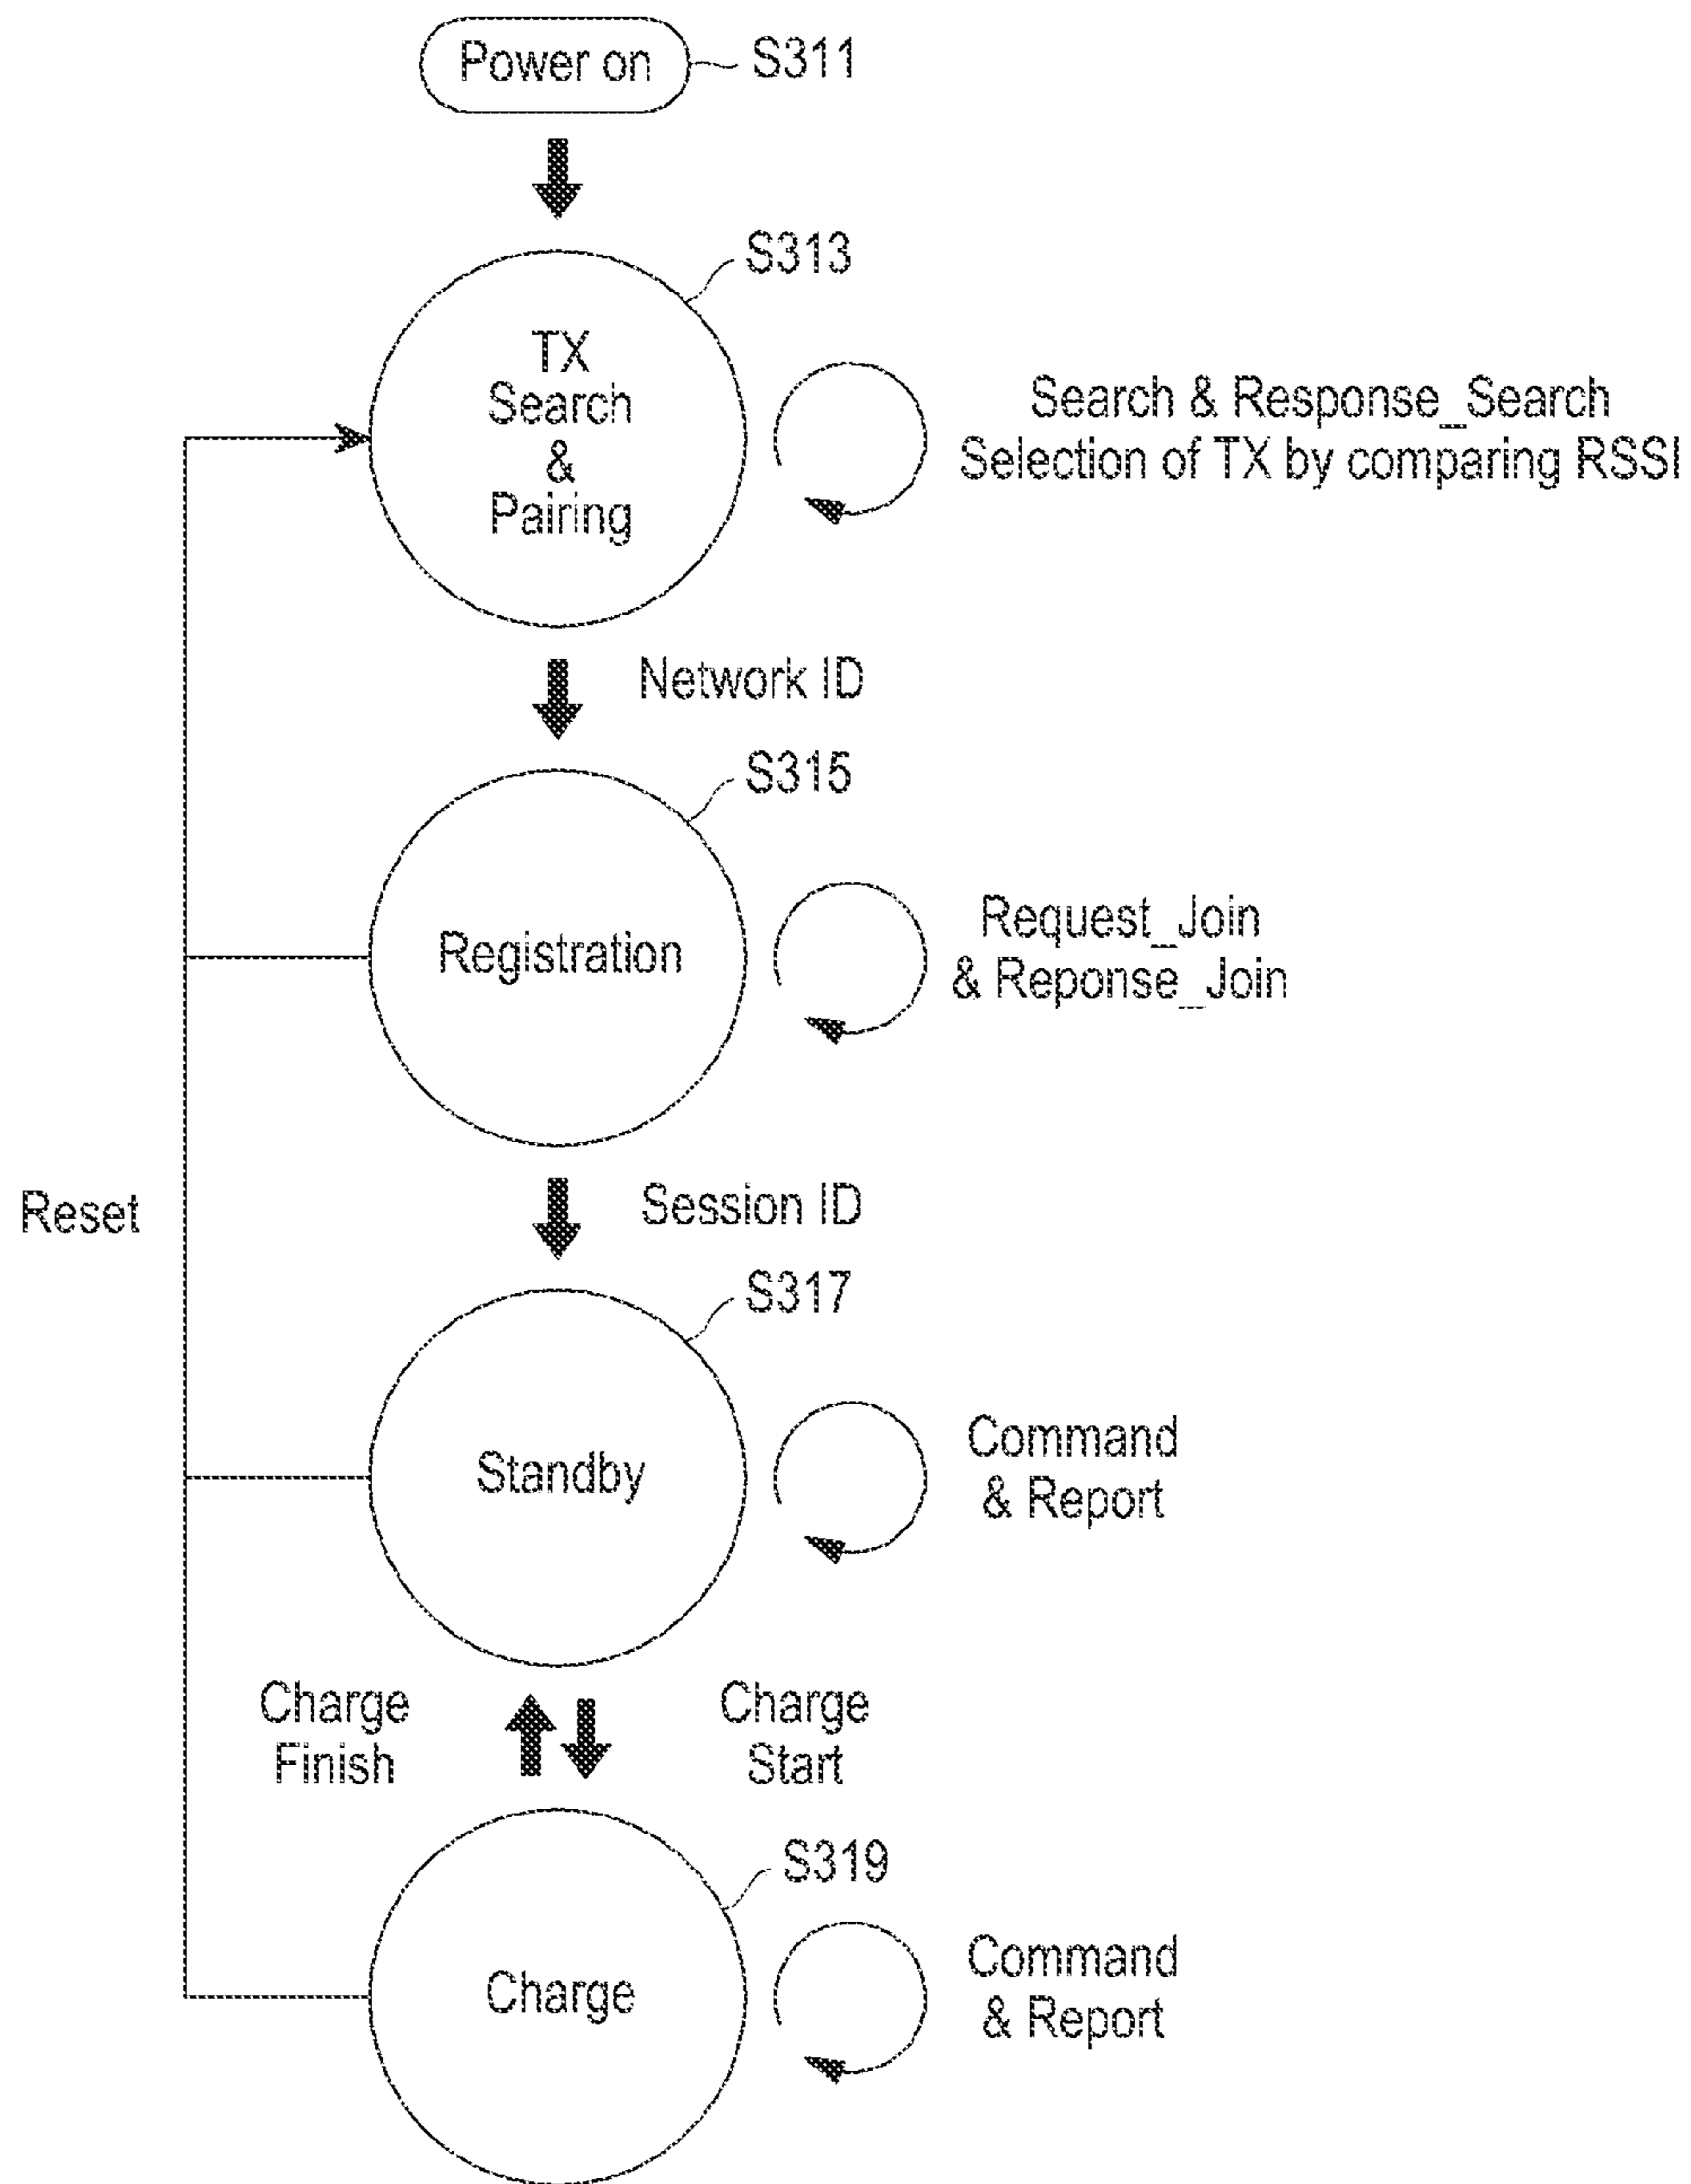 Power on
S311
S313
TX
Search
&
Pairing
Search & Response_Search
Selection of TX by comparing RSSI
Network ID
S315
Registration
Request_Join
& Reponse_Join
Reset
Session ID
S317
Standby
Command
& Report
Charge
Finish
Charge
Start
S319
Charge
Command
& Report